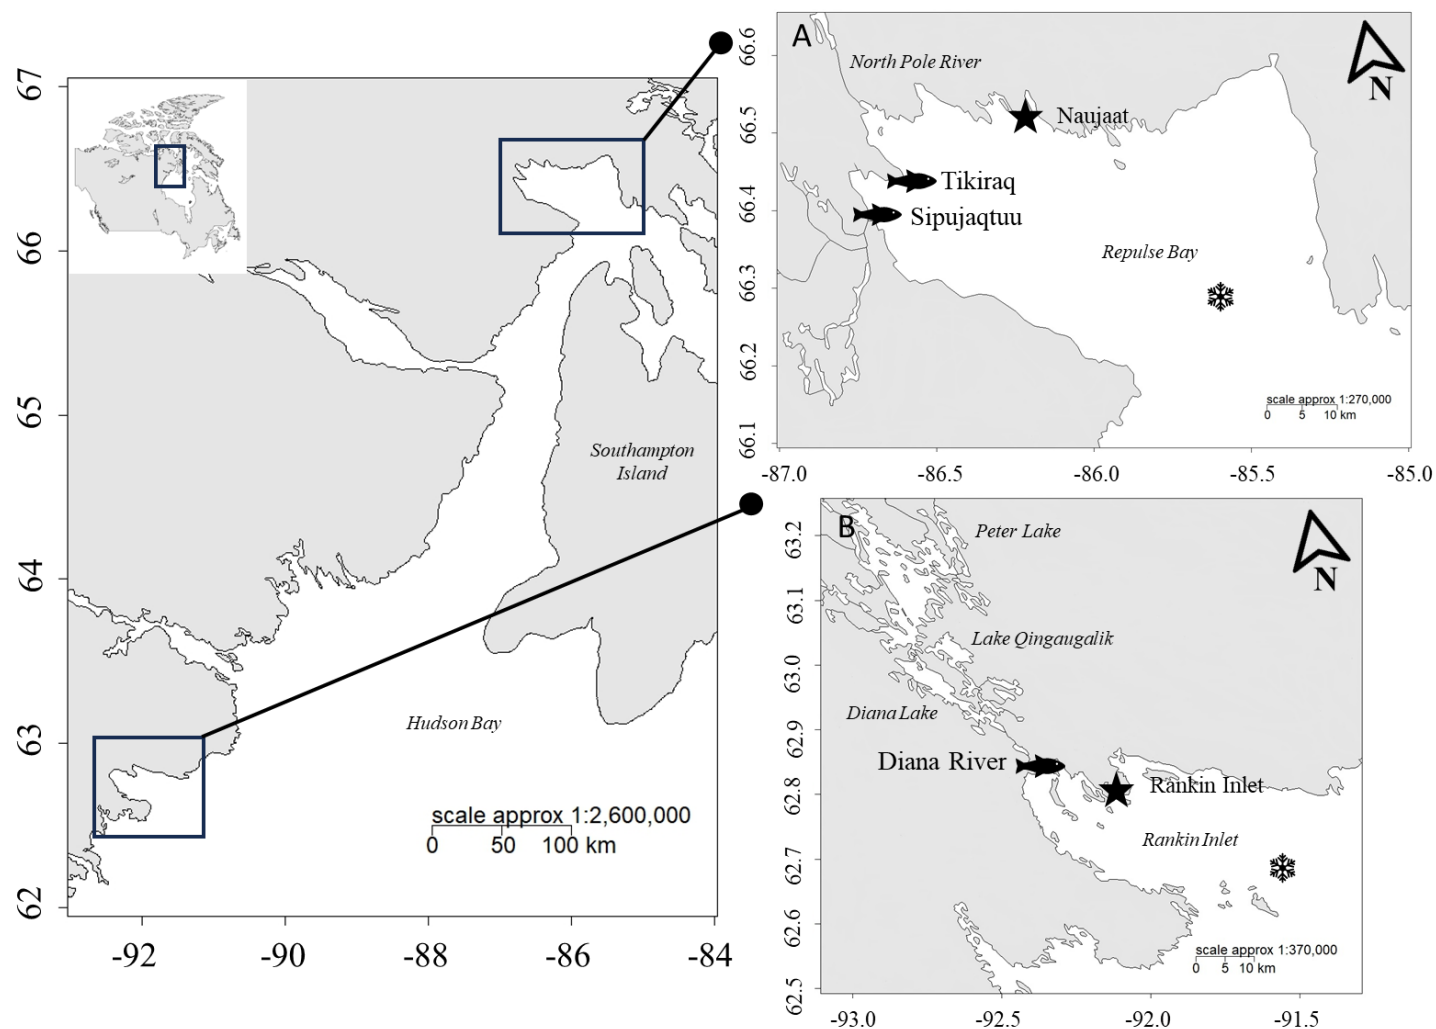 67
66
65
64
63
62
-92
-90
-88
-86
-84
Southampton
Island
Hudson Bay
scale approx 1:2,600,000
0 50 100 km
A
66.6
66.5
66.4
66.3
66.2
66.1
North Pole River
N
Naujaat
Tikiraq
Sipujaqtuu
Repulse Bay
scale approx 1:270,000
0 5 10 km
-87.0
-86.5
-86.0
-85.5
-85.0
B
63.2
63.1
63.0
62.9
62.8
62.7
62.6
62.5
Peter Lake
N
Lake Qingaugalik
Diana Lake
Diana River
Rankin Inlet
Rankin Inlet
scale approx 1:370,000
0 5 10 km
-93.0
-92.5
-92.0
-91.5